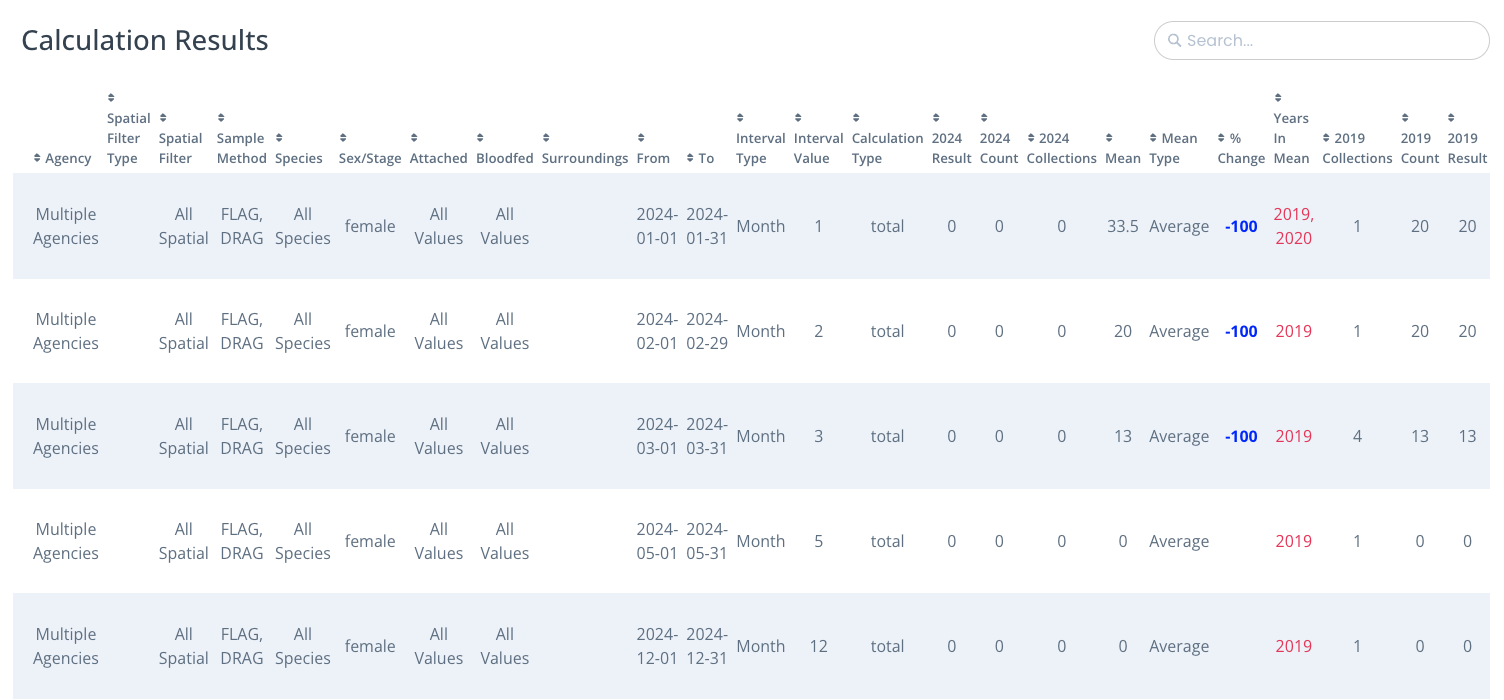 Calculation Results
Search...
Agency Spatial Filter Type Spatial Filter Sample Method Species Sex/Stage Attached Bloodfed Surroundings From To Interval Type Interval Value Calculation Type 2024 Result 2024 Count 2024 Collections Mean Mean Type % Change Years In Mean 2019 Collections 2019 Count 2019 Result
Multiple Agencies All Spatial FLAG, DRAG All Species female All Values All Values 2024-01-01 2024-01-31 Month 1 total 0 0 0 33.5 Average -100 2019, 2020 1 20 20
Multiple Agencies All Spatial FLAG, DRAG All Species female All Values All Values 2024-02-01 2024-02-29 Month 2 total 0 0 0 20 Average -100 2019 1 20 20
Multiple Agencies All Spatial FLAG, DRAG All Species female All Values All Values 2024-03-01 2024-03-31 Month 3 total 0 0 0 13 Average -100 2019 4 13 13
Multiple Agencies All Spatial FLAG, DRAG All Species female All Values All Values 2024-05-01 2024-05-31 Month 5 total 0 0 0 0 Average 2019 1 0 0
Multiple Agencies All Spatial FLAG, DRAG All Species female All Values All Values 2024-12-01 2024-12-31 Month 12 total 0 0 0 0 Average 2019 1 0 0